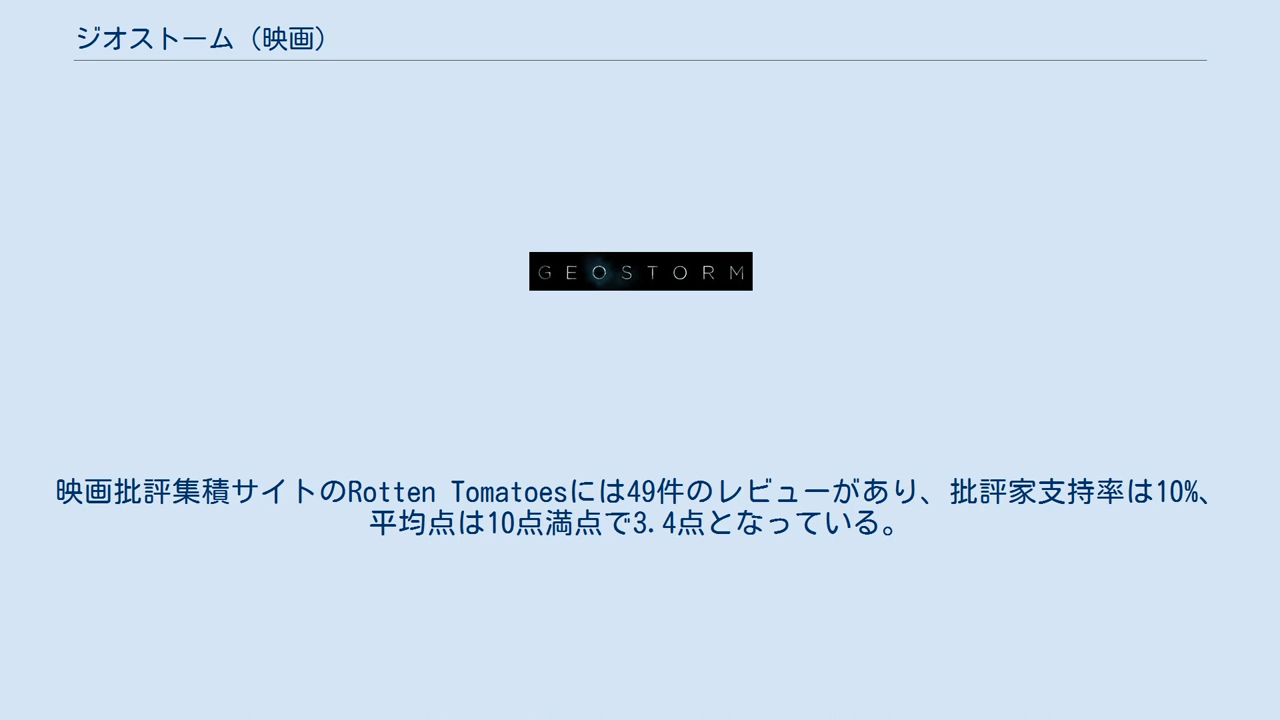 ジオストーム（映画）
GEOSTORM
映画批評集積サイトのRotten Tomatoesには49件のレビューがあり、批評家支持率は10%、
平均点は10点満点で3.4点となっている。